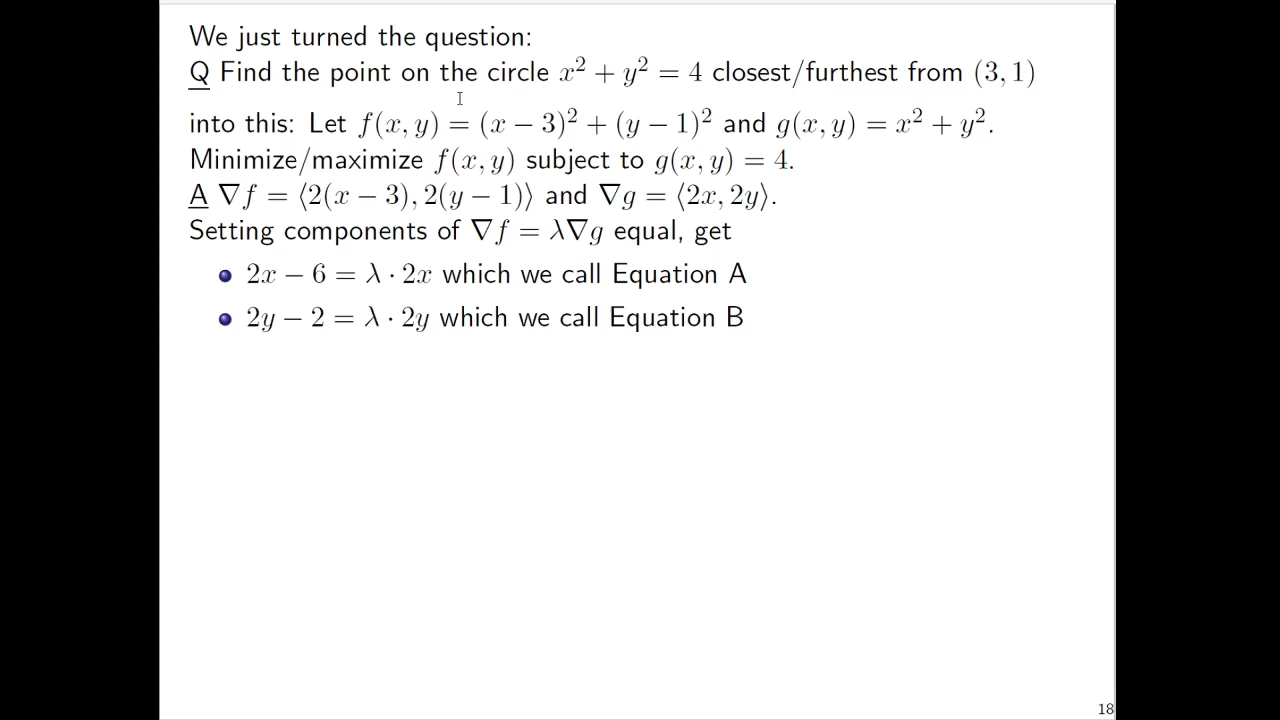 We just turned the question:
Q Find the point on the circle x² + y² = 4 closest/furthest from (3, 1)
into this: Let f(x, y) = (x − 3)² + (y − 1)² and g(x, y) = x² + y².
Minimize/maximize f(x, y) subject to g(x, y) = 4.
A ∇f = ⟨2(x − 3), 2(y − 1)⟩ and ∇g = ⟨2x, 2y⟩.
Setting components of ∇f = λ∇g equal, get
2x − 6 = λ · 2x which we call Equation A
2y − 2 = λ · 2y which we call Equation B
18